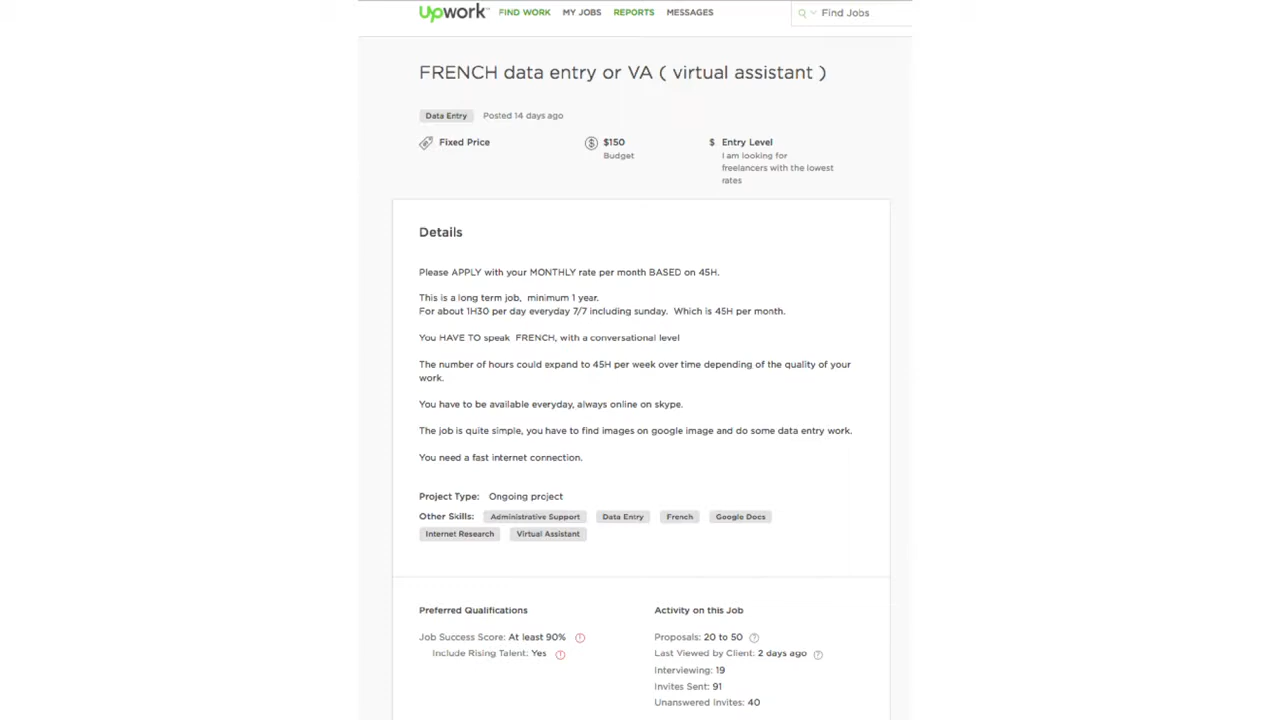 Upwork FIND WORK MY JOBS REPORTS MESSAGES Find Jobs
FRENCH data entry or VA ( virtual assistant )
Data Entry Posted 14 days ago
Fixed Price $150 $ Entry Level
Budget I am looking for
freelancers with the lowest
rates
Details
Please APPLY with your MONTHLY rate per month BASED on 45H.
This is a long term job, minimum 1 year.
For about 1H30 per day everyday 7/7 including sunday. Which is 45H per month.
You HAVE TO speak FRENCH, with a conversational level
The number of hours could expand to 45H per week over time depending of the quality of your
work.
You have to be available everyday, always online on skype.
The job is quite simple, you have to find images on google image and do some data entry work.
You need a fast internet connection.
Project Type: Ongoing project
Other Skills: Administrative Support Data Entry French Google Docs
Internet Research Virtual Assistant
Preferred Qualifications
Job Success Score: At least 90%
Include Rising Talent: Yes
Activity on this Job
Proposals: 20 to 50
Last Viewed by Client: 2 days ago
Interviewing: 19
Invites Sent: 91
Unanswered Invites: 40